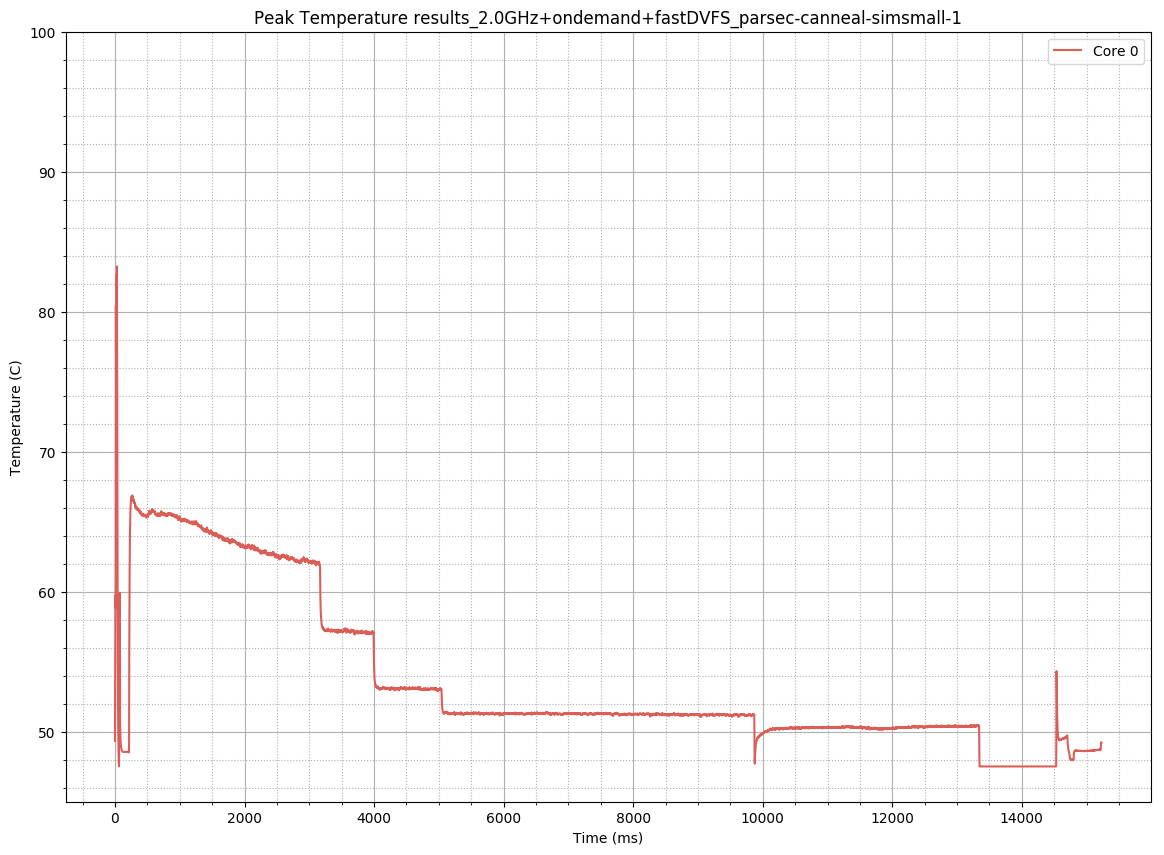 Peak Temperature results_2.0GHz+ondemand+fastDVFS_parsec-canneal-simsmall-1
Core 0
100
90
80
70
60
50
Temperature (C)
0 2000 4000 6000 8000 10000 12000 14000
Time (ms)